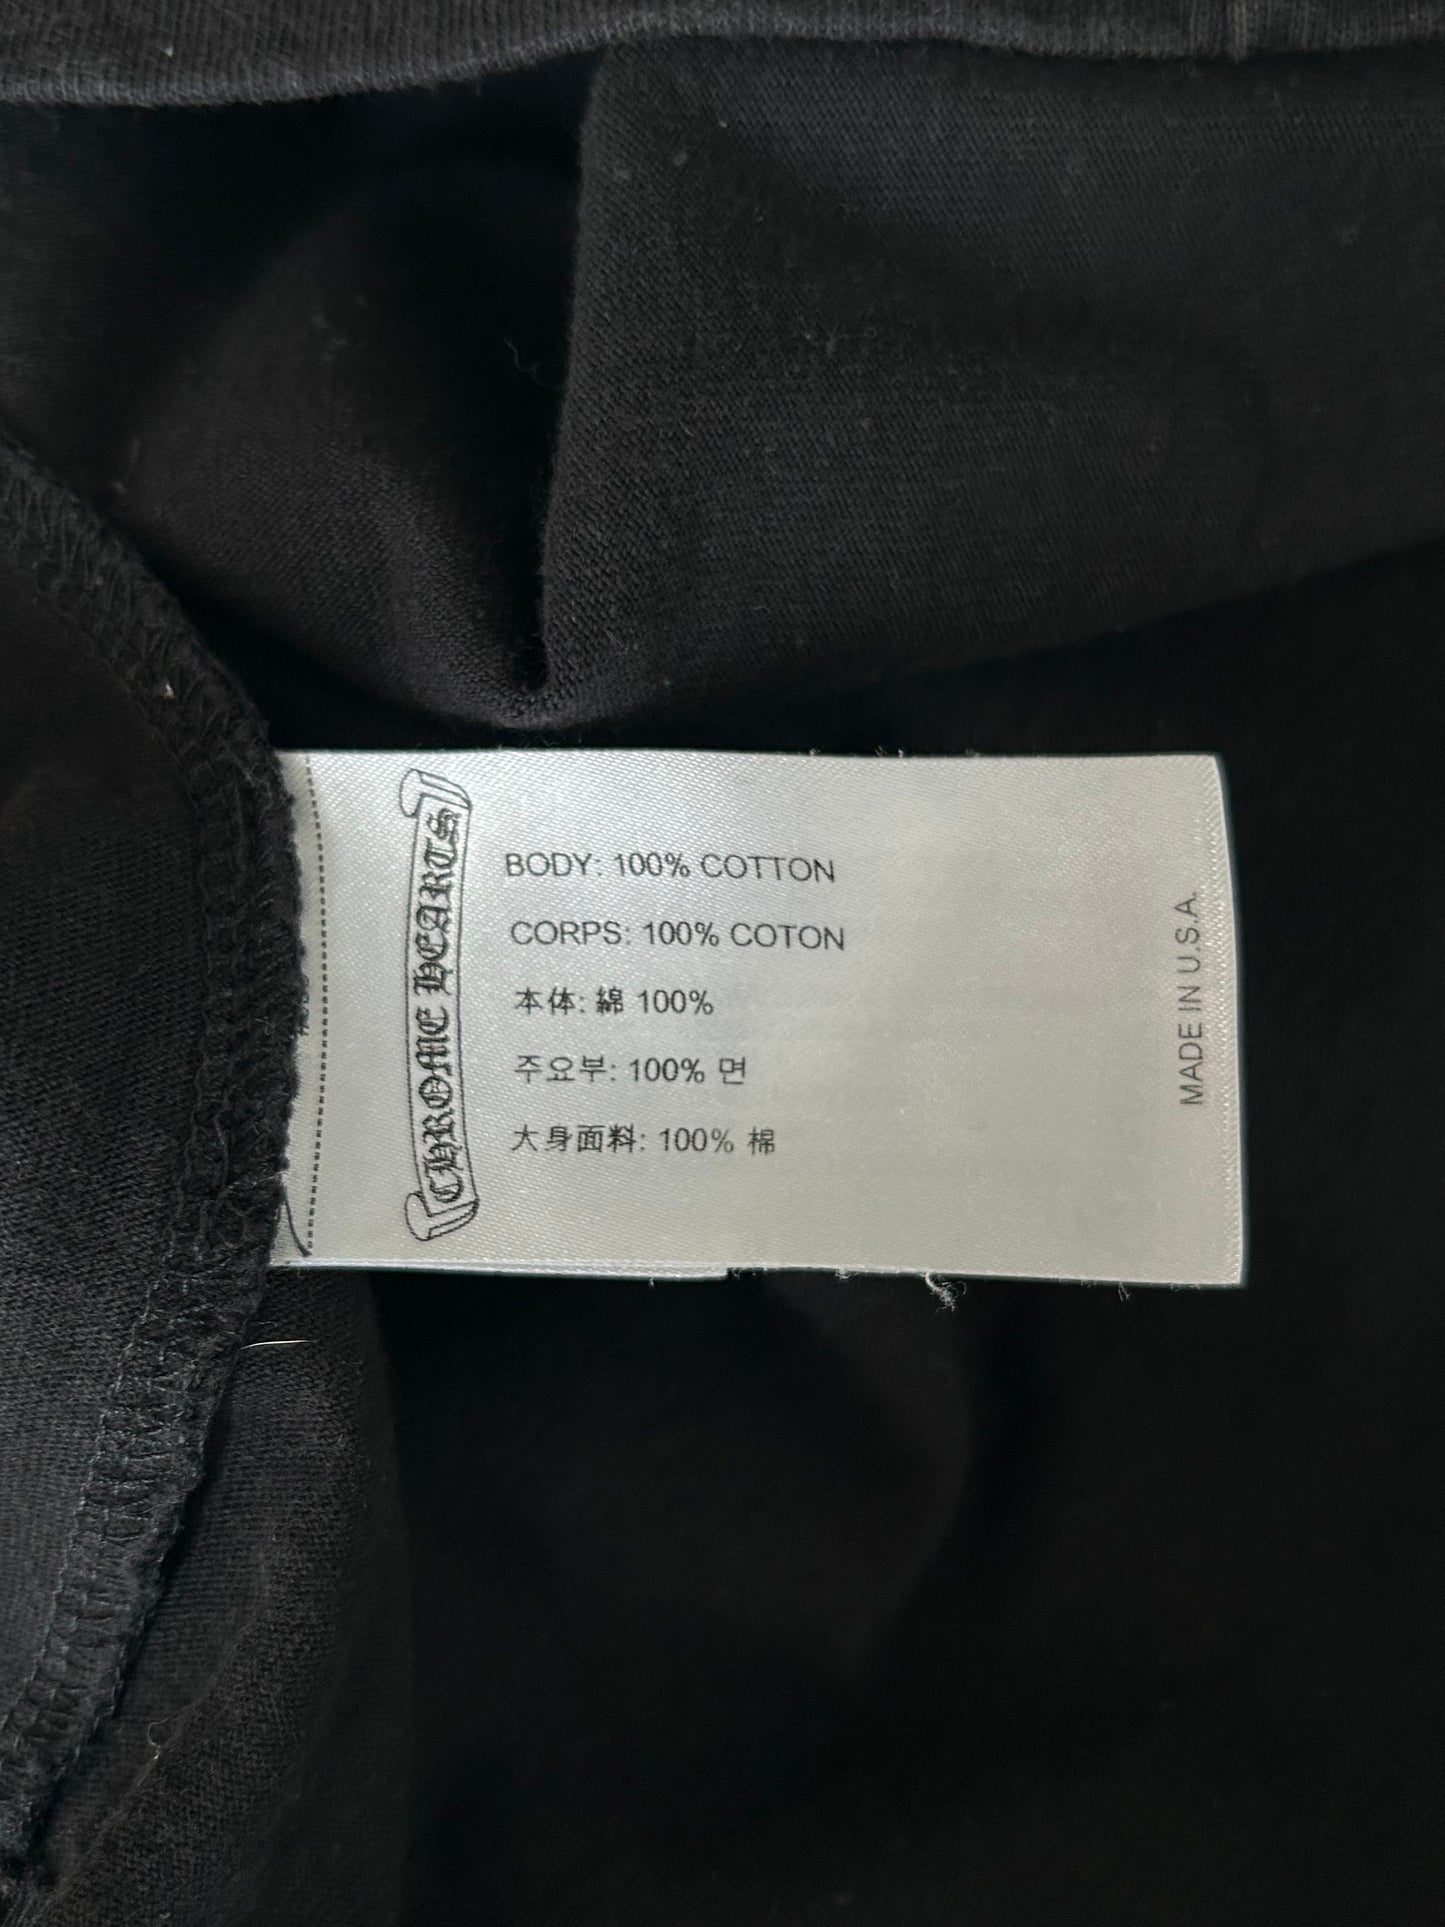 CHROME HEARTS
BODY: 100% COTTON
CORPS: 100% COTON
本体: 綿 100%
주요부: 100% 면
大身面料: 100% 棉
MADE IN U.S.A.